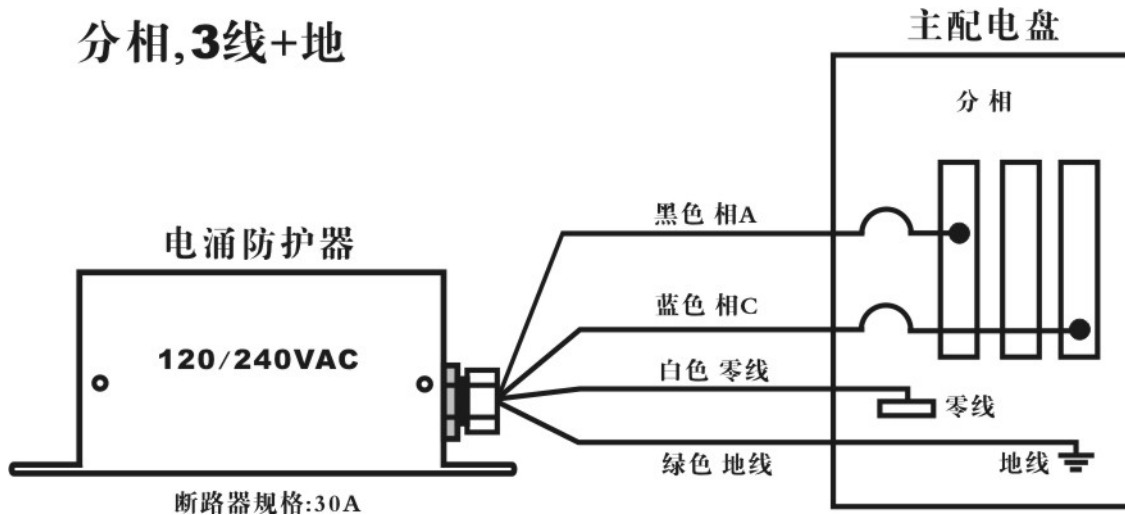 分相,3线+地
主配电盘
分相
黑色 相A
电涌防护器
蓝色 相C
120/240VAC
白色 零线
零线
绿色 地线
地线
断路器规格:30A